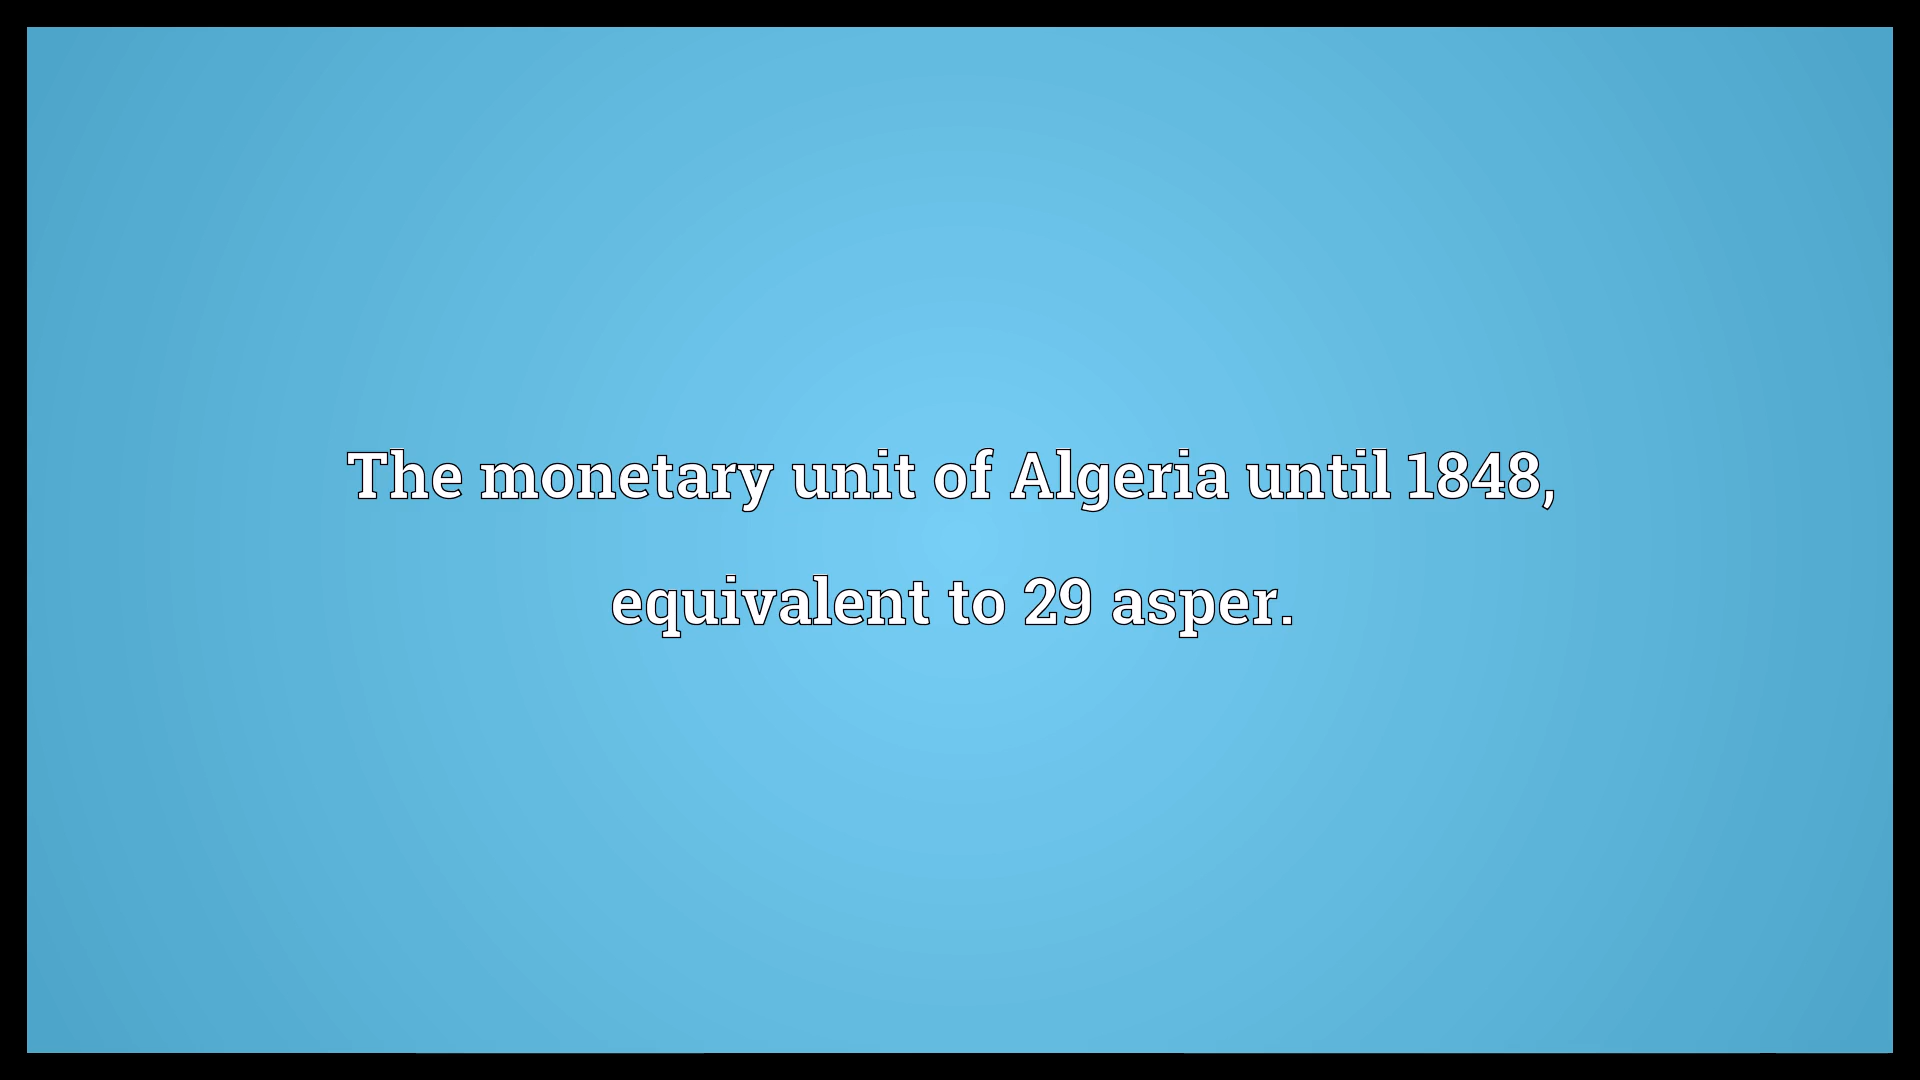 The monetary unit of Algeria until 1848,
equivalent to 29 asper.